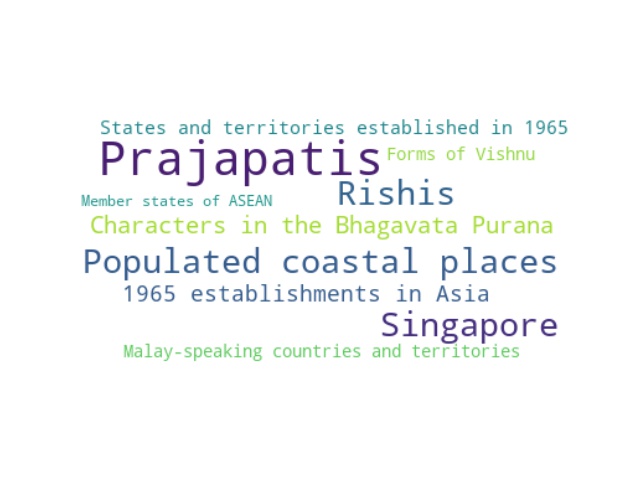 States and territories established in 1965
Prajapatis
Forms of Vishnu
Member states of ASEAN
Rishis
Characters in the Bhagavata Purana
Populated coastal places
1965 establishments in Asia
Singapore
Malay-speaking countries and territories